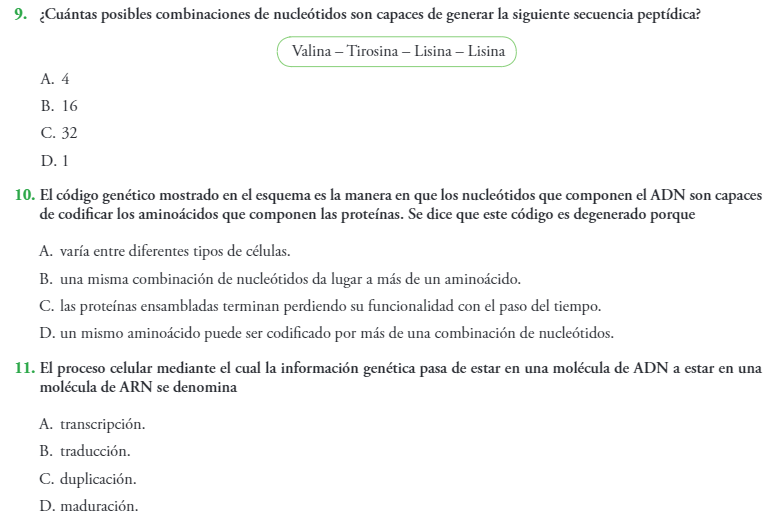 9. ¿Cuántas posibles combinaciones de nucleótidos son capaces de generar la siguiente secuencia peptídica?
Valina – Tirosina – Lisina – Lisina
A. 4
B. 16
C. 32
D. 1
10. El código genético mostrado en el esquema es la manera en que los nucleótidos que componen el ADN son capaces
de codificar los aminoácidos que componen las proteínas. Se dice que este código es degenerado porque
A. varía entre diferentes tipos de células.
B. una misma combinación de nucleótidos da lugar a más de un aminoácido.
C. las proteínas ensambladas terminan perdiendo su funcionalidad con el paso del tiempo.
D. un mismo aminoácido puede ser codificado por más de una combinación de nucleótidos.
11. El proceso celular mediante el cual la información genética pasa de estar en una molécula de ADN a estar en una
molécula de ARN se denomina
A. transcripción.
B. traducción.
C. duplicación.
D. maduración.